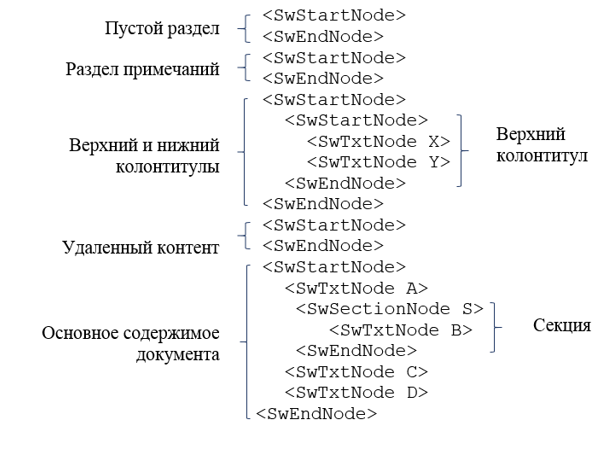 Пустой раздел
<SwStartNode>
<SwEndNode>
Раздел примечаний
<SwStartNode>
<SwEndNode>
Верхний и нижний
колонтитулы
<SwStartNode>
<SwStartNode>
<SwTxtNode X>
<SwTxtNode Y>
<SwEndNode>
<SwEndNode>
Верхний
колонтитул
Удаленный контент
<SwStartNode>
<SwEndNode>
Основное содержимое
документа
<SwStartNode>
<SwTxtNode A>
<SwSectionNode S>
<SwTxtNode B>
<SwEndNode>
<SwTxtNode C>
<SwTxtNode D>
<SwEndNode>
Секция